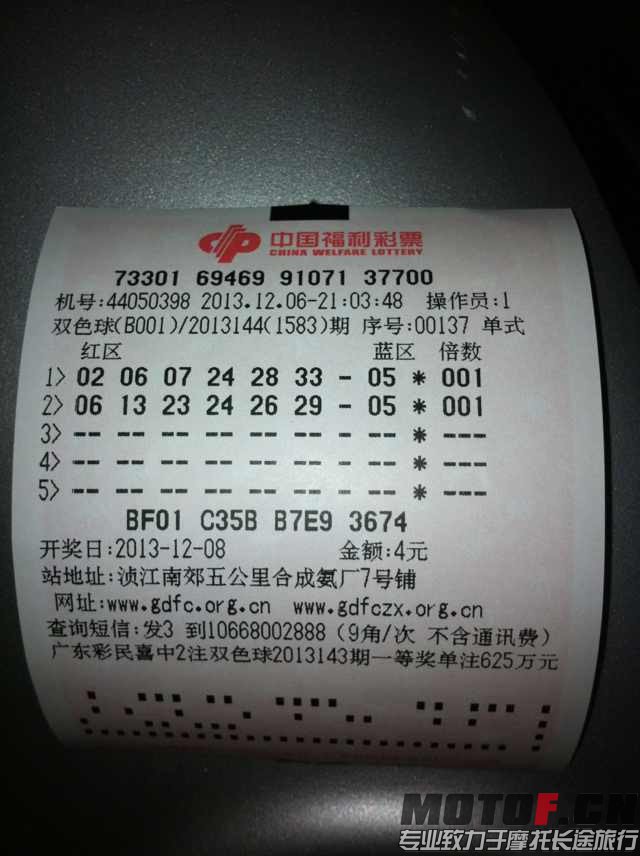 中国福利彩票
CHINA WELFARE LOTTERY
73301 69469 91071 37700
机号:44050398 2013.12.06-21:03:48 操作员:1
双色球(B001)/2013144(1583)期 序号:00137 单式
红区 蓝区 倍数
1> 02 06 07 24 28 33 - 05 * 001
2> 06 13 23 24 26 29 - 05 * 001
3> -- -- -- -- -- -- - -- * ---
4> -- -- -- -- -- -- - -- * ---
5> -- -- -- -- -- -- - -- * ---
BF01 C35B B7E9 3674
开奖日:2013-12-08 金额:4元
站地址:浈江南郊五公里合成氨厂7号铺
网址:www.gdfc.org.cn www.gdfczx.org.cn
查询短信:发3 到10668002888 (9角/次 不含通讯费)
广东彩民喜中2注双色球2013143期一等奖单注625万元
MOTOF.CN
专业致力于摩托长途旅行